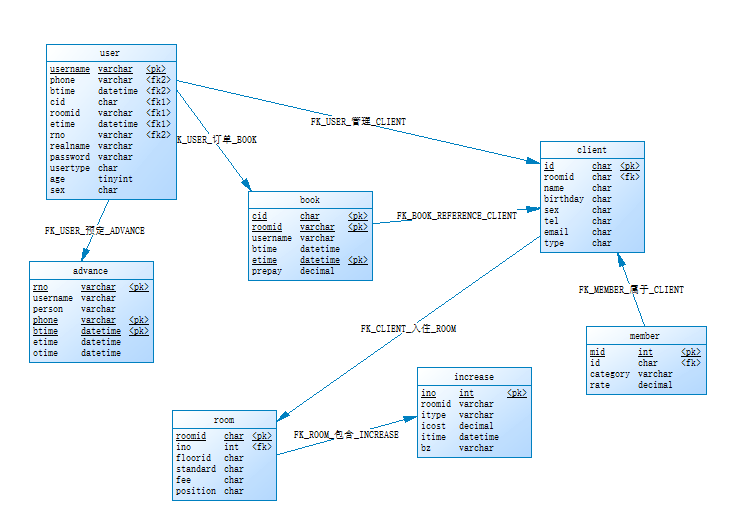 user
username varchar <pk>
phone varchar <fk2>
btime datetime <fk2>
cid char <fk1>
roomid varchar <fk1>
etime datetime <fk1>
rno varchar <fk2>
realname varchar
password varchar
usertype char
age tinyint
sex char
FK_USER_管理_CLIENT
K_USER_订单_BOOK
client
id char <pk>
roomid char <fk>
name char
birthday char
sex char
tel char
email char
type char
book
cid char <pk>
roomid varchar <pk>
username varchar
btime datetime
etime datetime <pk>
prepay decimal
FK_BOOK_REFERENCE_CLIENT
FK_USER_预定_ADVANCE
advance
rno varchar <pk>
username varchar
person varchar
phone varchar <pk>
btime datetime <pk>
etime datetime
otime datetime
FK_MEMBER_属于_CLIENT
FK_CLIENT_入住_ROOM
member
mid int <pk>
id char <fk>
category varchar
rate decimal
increase
ino int <pk>
roomid varchar
itype varchar
icost decimal
itime datetime
bz varchar
room
roomid char <pk>
ino int <fk>
floorid char
standard char
fee char
position char
FK_ROOM_包含_INCREASE